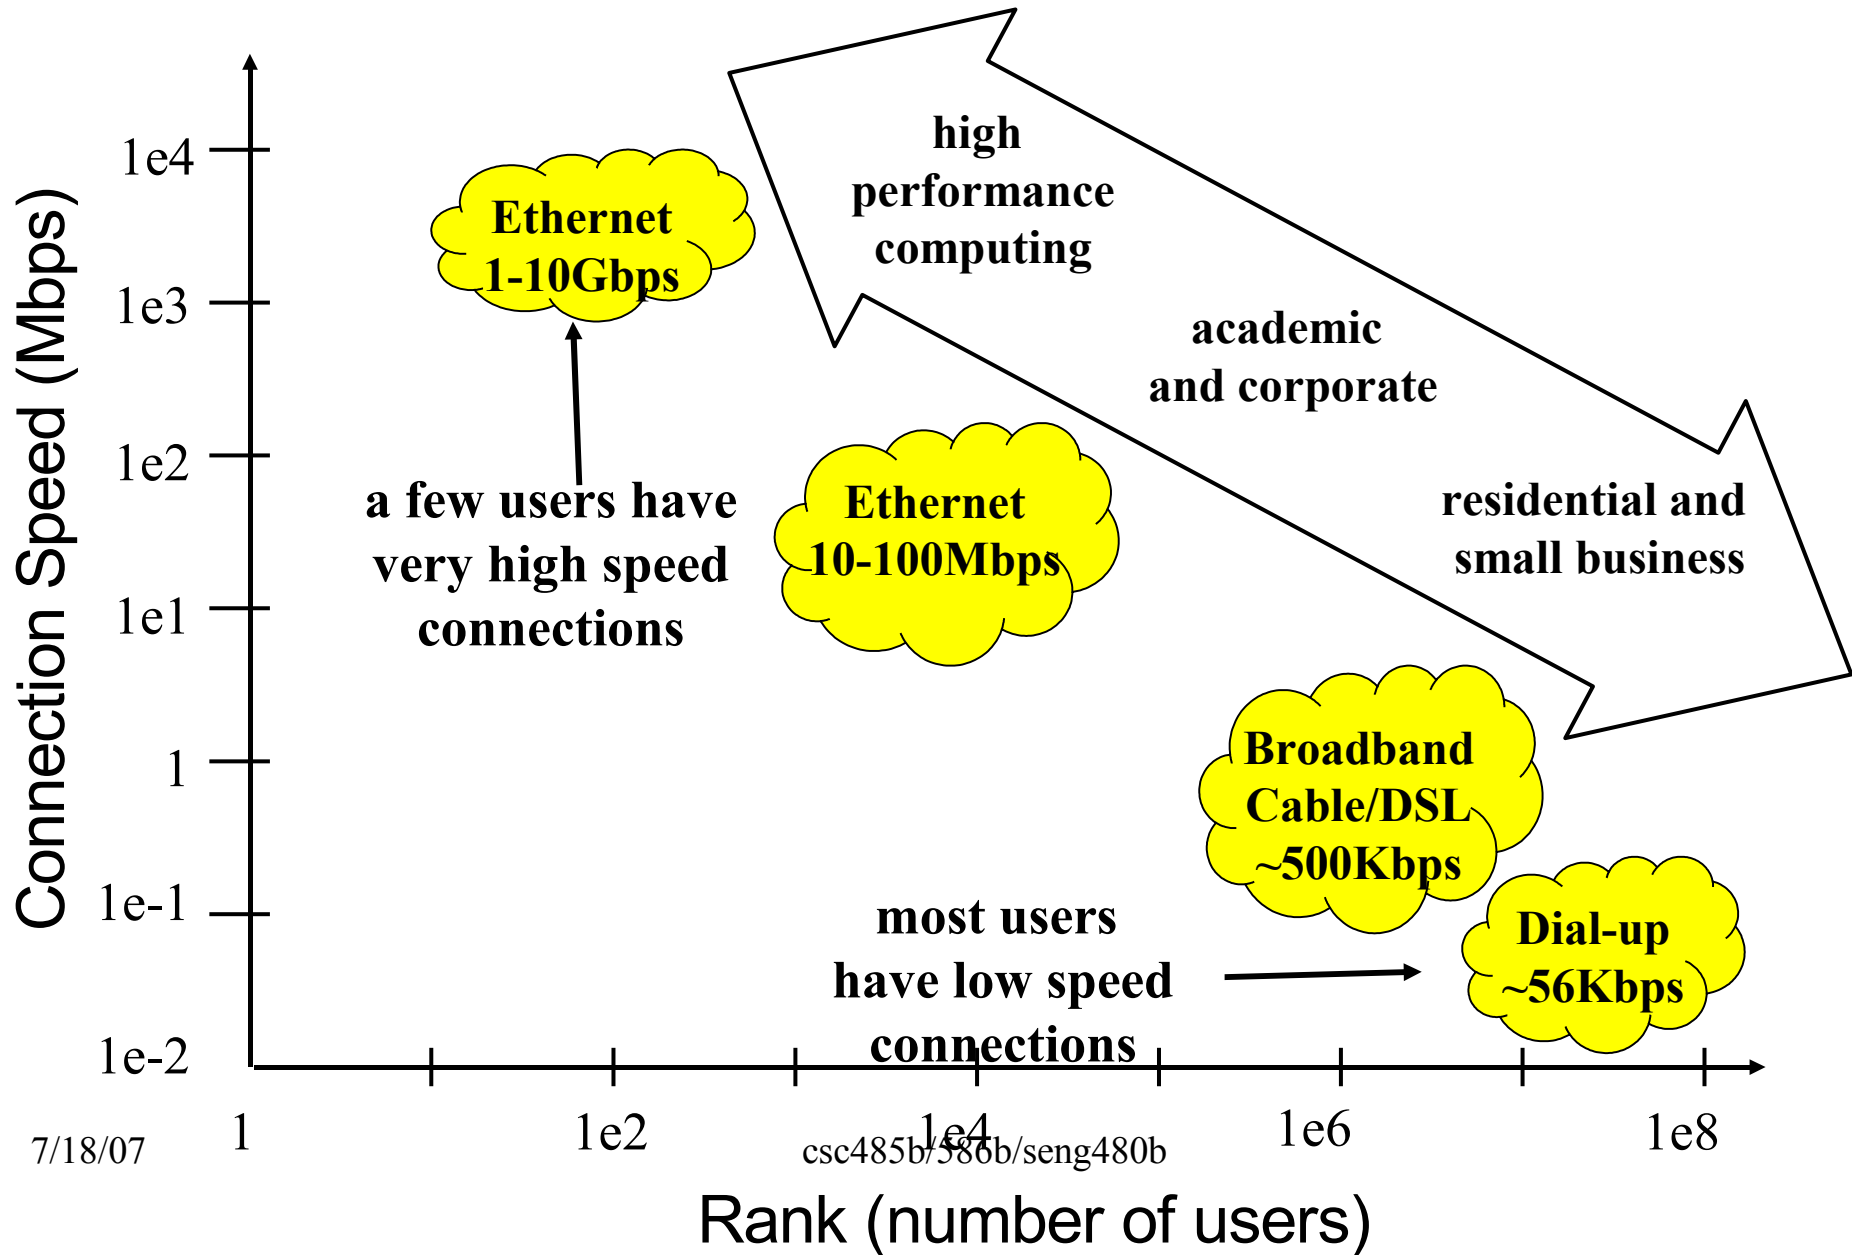 Connection Speed (Mbps)
1e4
1e3
1e2
1e1
1
1e-1
1e-2
Ethernet
1-10Gbps
high
performance
computing
academic
and corporate
residential and
small business
a few users have
very high speed
connections
Ethernet
10-100Mbps
Broadband
Cable/DSL
~500Kbps
most users
have low speed
connections
Dial-up
~56Kbps
1
1e2
1e4
1e6
1e8
7/18/07
csc485b/586b/seng480b
Rank (number of users)